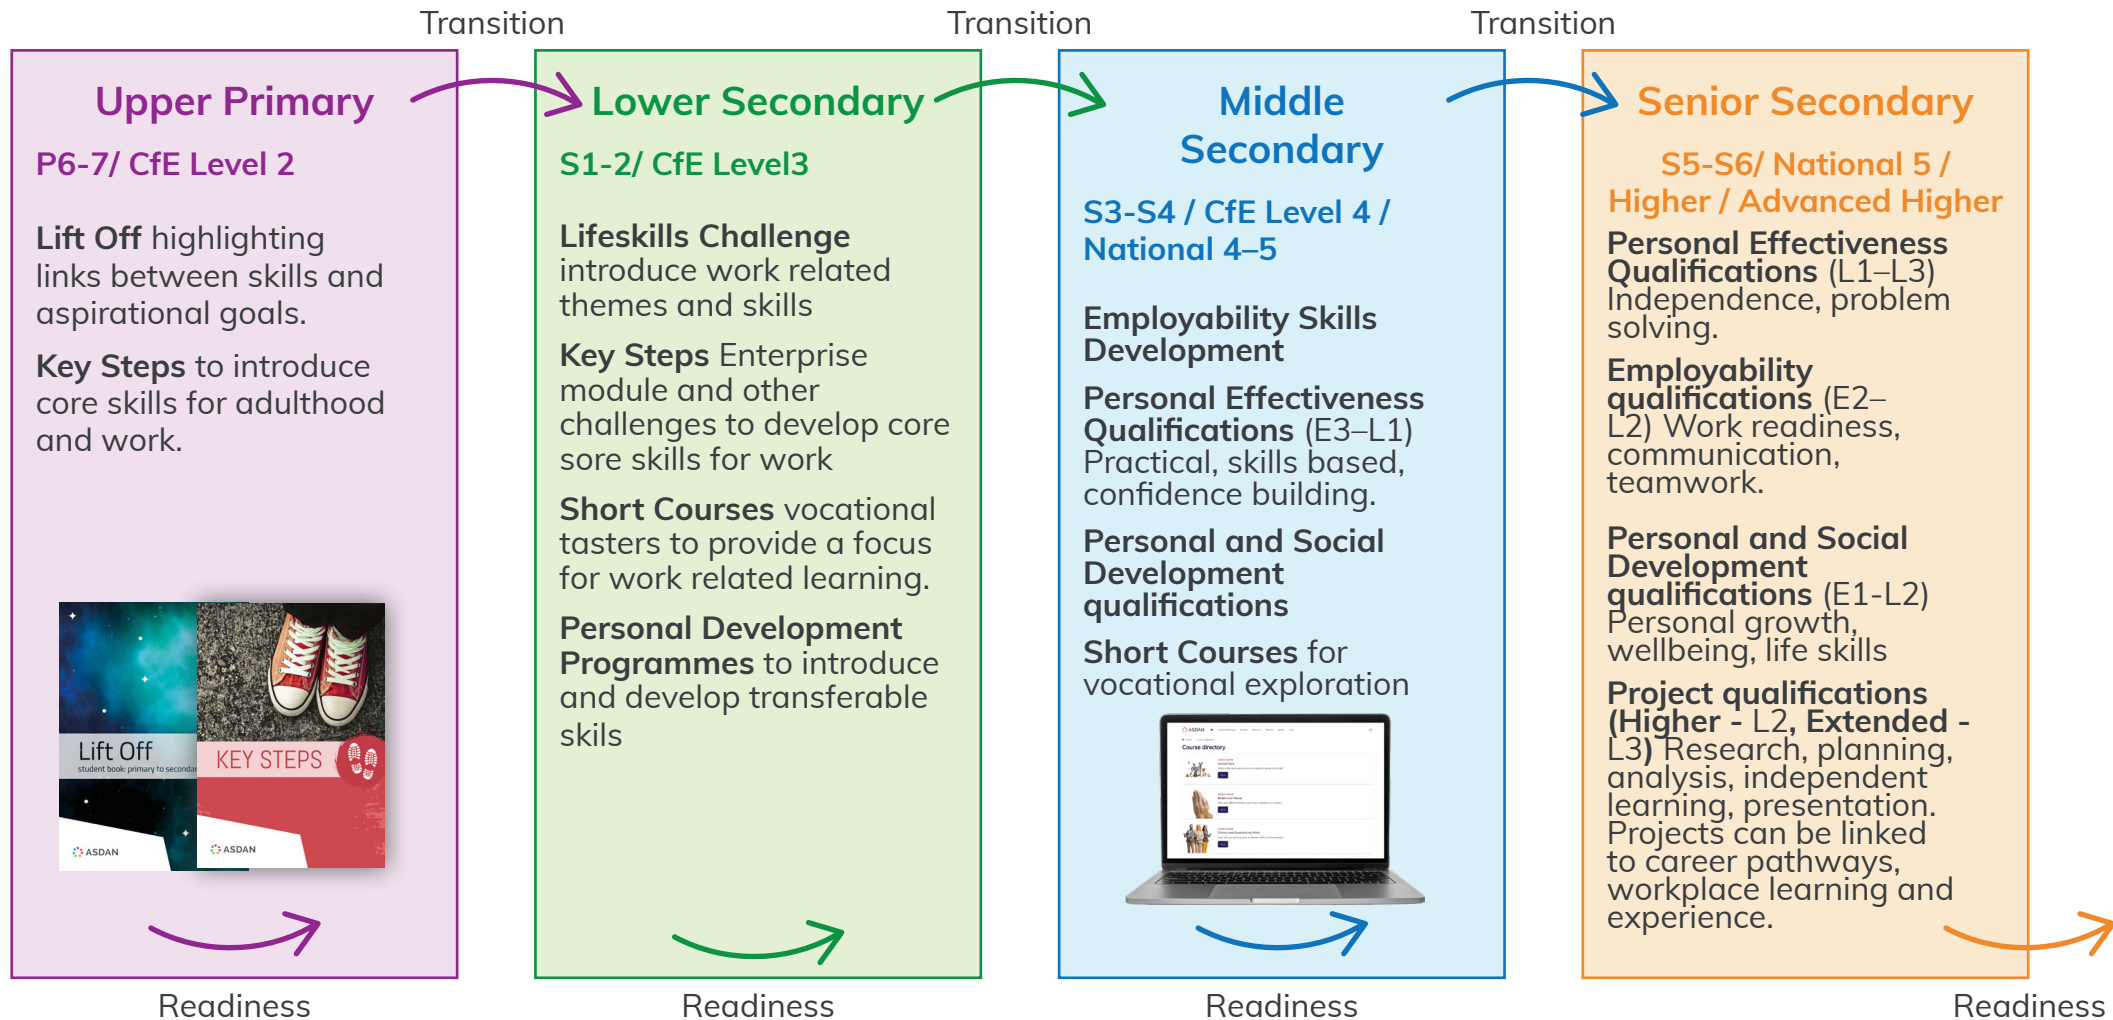 Transition
Transition
Transition
Upper Primary
P6-7/ CfE Level 2
Lift Off highlighting
links between skills and
aspirational goals.
Key Steps to introduce
core skills for adulthood
and work.
Lift Off
student book: primary to secondar
ASDAN
KEY STEPS
ASDAN
Readiness
Lower Secondary
S1-2/ CfE Level3
Lifeskills Challenge
introduce work related
themes and skills
Key Steps Enterprise
module and other
challenges to develop core
sore skills for work
Short Courses vocational
tasters to provide a focus
for work related learning.
Personal Development
Programmes to introduce
and develop transferable
skils
Readiness
Middle
Secondary
S3-S4 / CfE Level 4 /
National 4–5
Employability Skills
Development
Personal Effectiveness
Qualifications (E3–L1)
Practical, skills based,
confidence building.
Personal and Social
Development
qualifications
Short Courses for
vocational exploration
ASDAN
Course directory
Readiness
Senior Secondary
S5-S6/ National 5 /
Higher / Advanced Higher
Personal Effectiveness
Qualifications (L1–L3)
Independence, problem
solving.
Employability
qualifications (E2–
L2) Work readiness,
communication,
teamwork.
Personal and Social
Development
qualifications (E1-L2)
Personal growth,
wellbeing, life skills
Project qualifications
(Higher - L2, Extended -
L3) Research, planning,
analysis, independent
learning, presentation.
Projects can be linked
to career pathways,
workplace learning and
experience.
Readiness